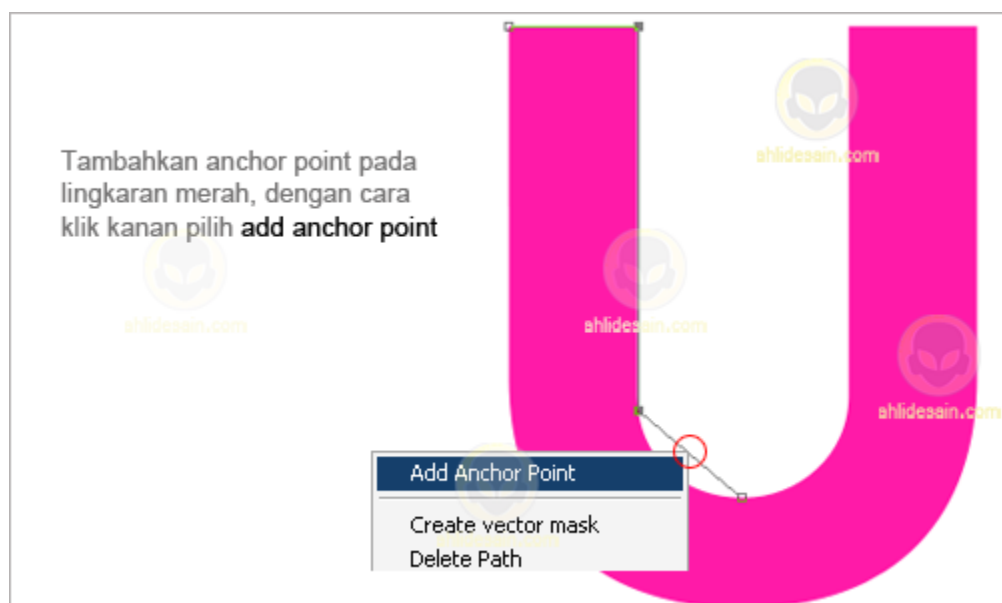 Tambahkan anchor point pada
lingkaran merah, dengan cara
klik kanan pilih add anchor point
ahlidesain.com
ahlidesain.com
ahlidesain.com
ahlidesain.com
Add Anchor Point
Create vector mask
Delete Path